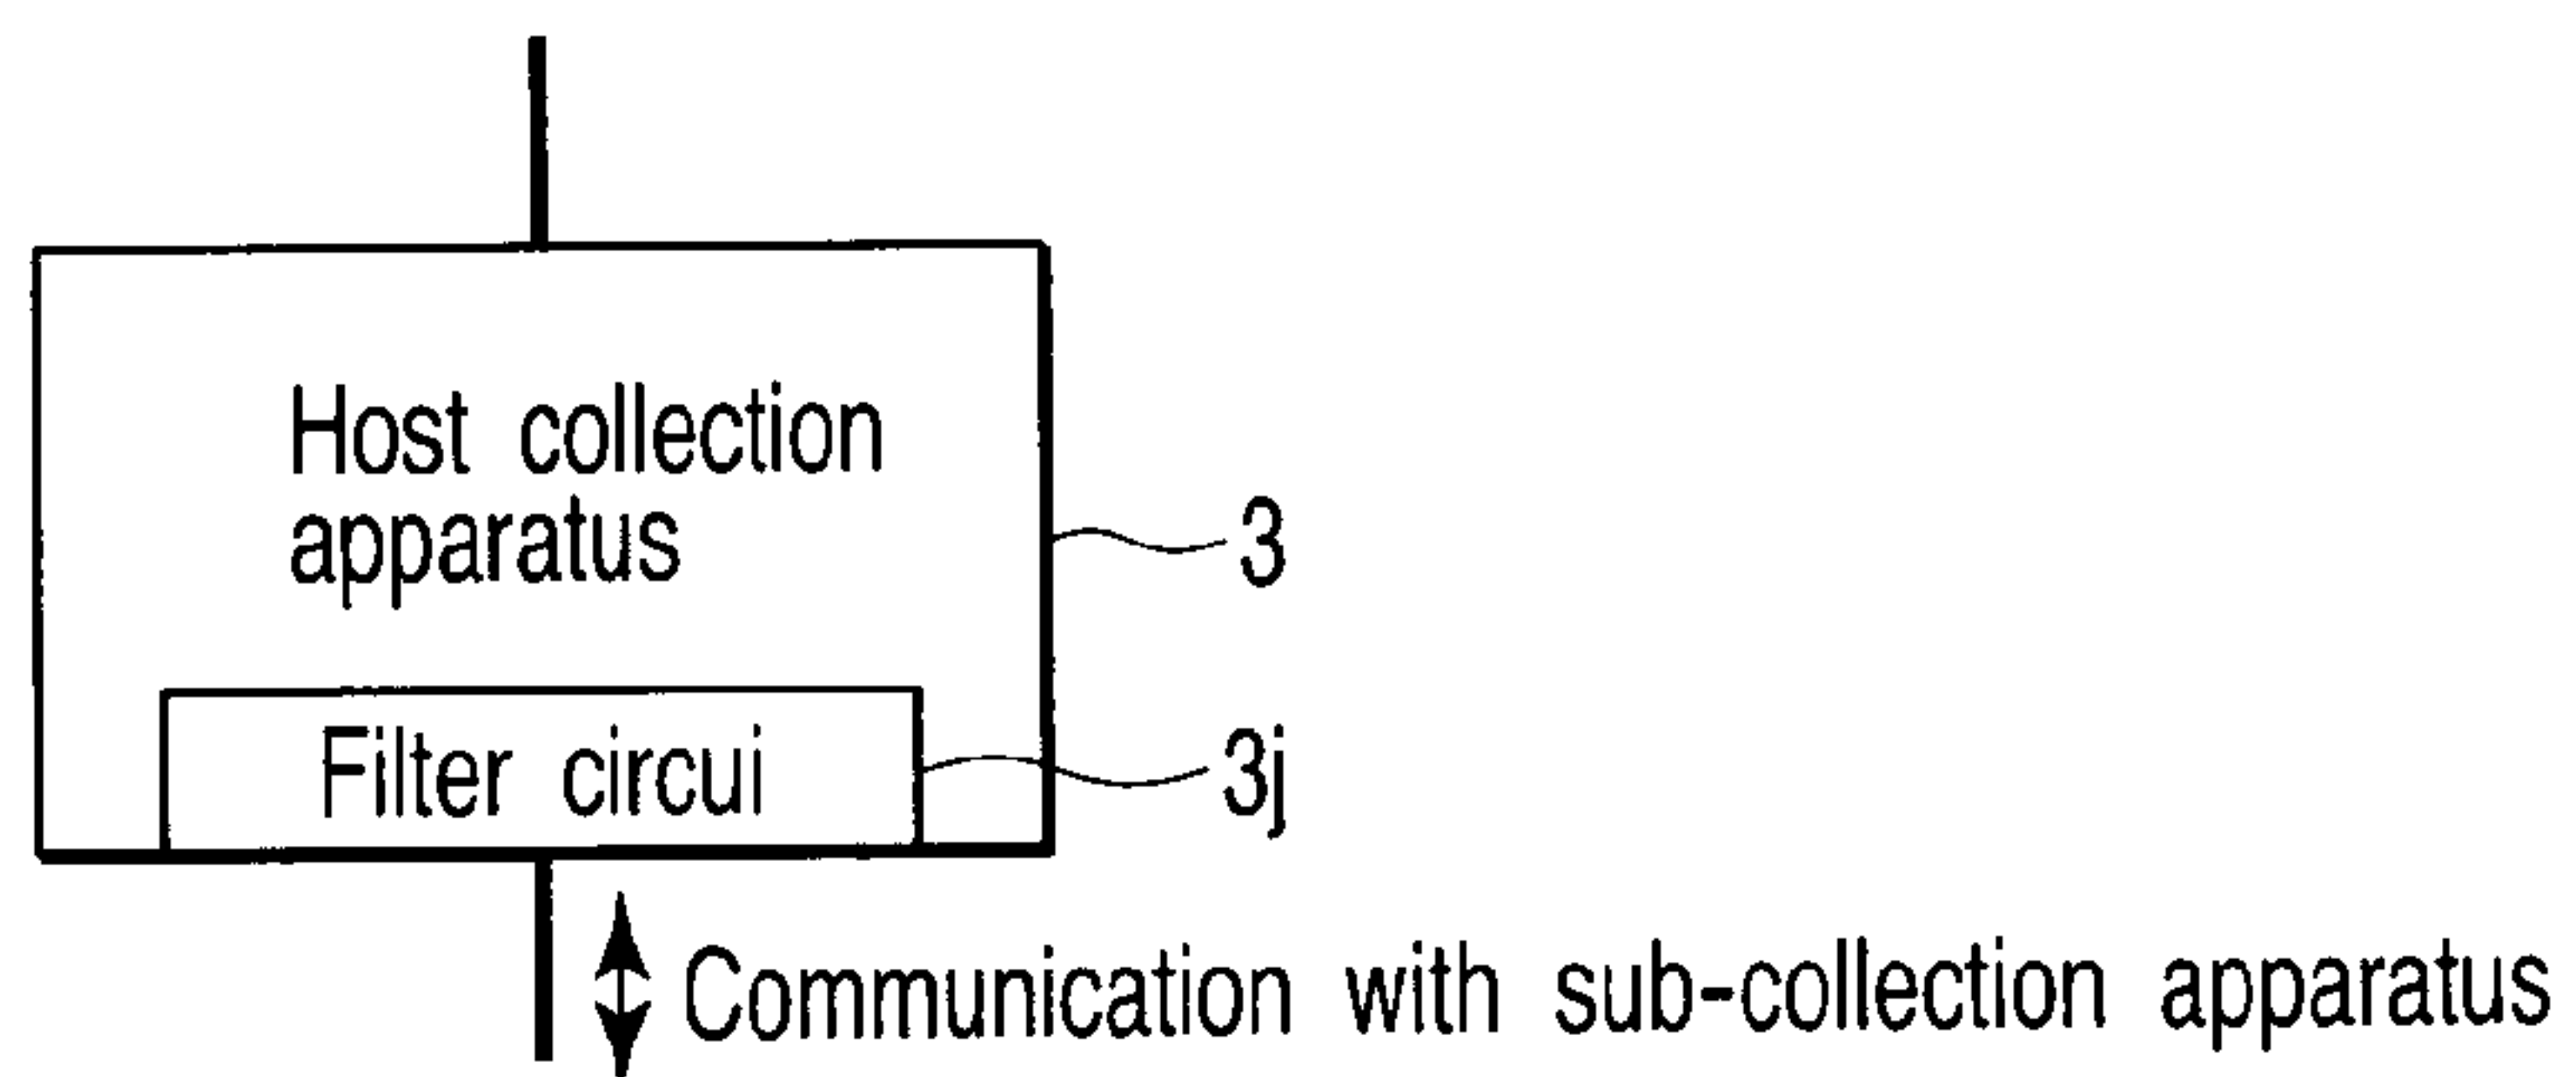 Host collection
apparatus
3
Filter circui
3j
Communication with sub-collection apparatus